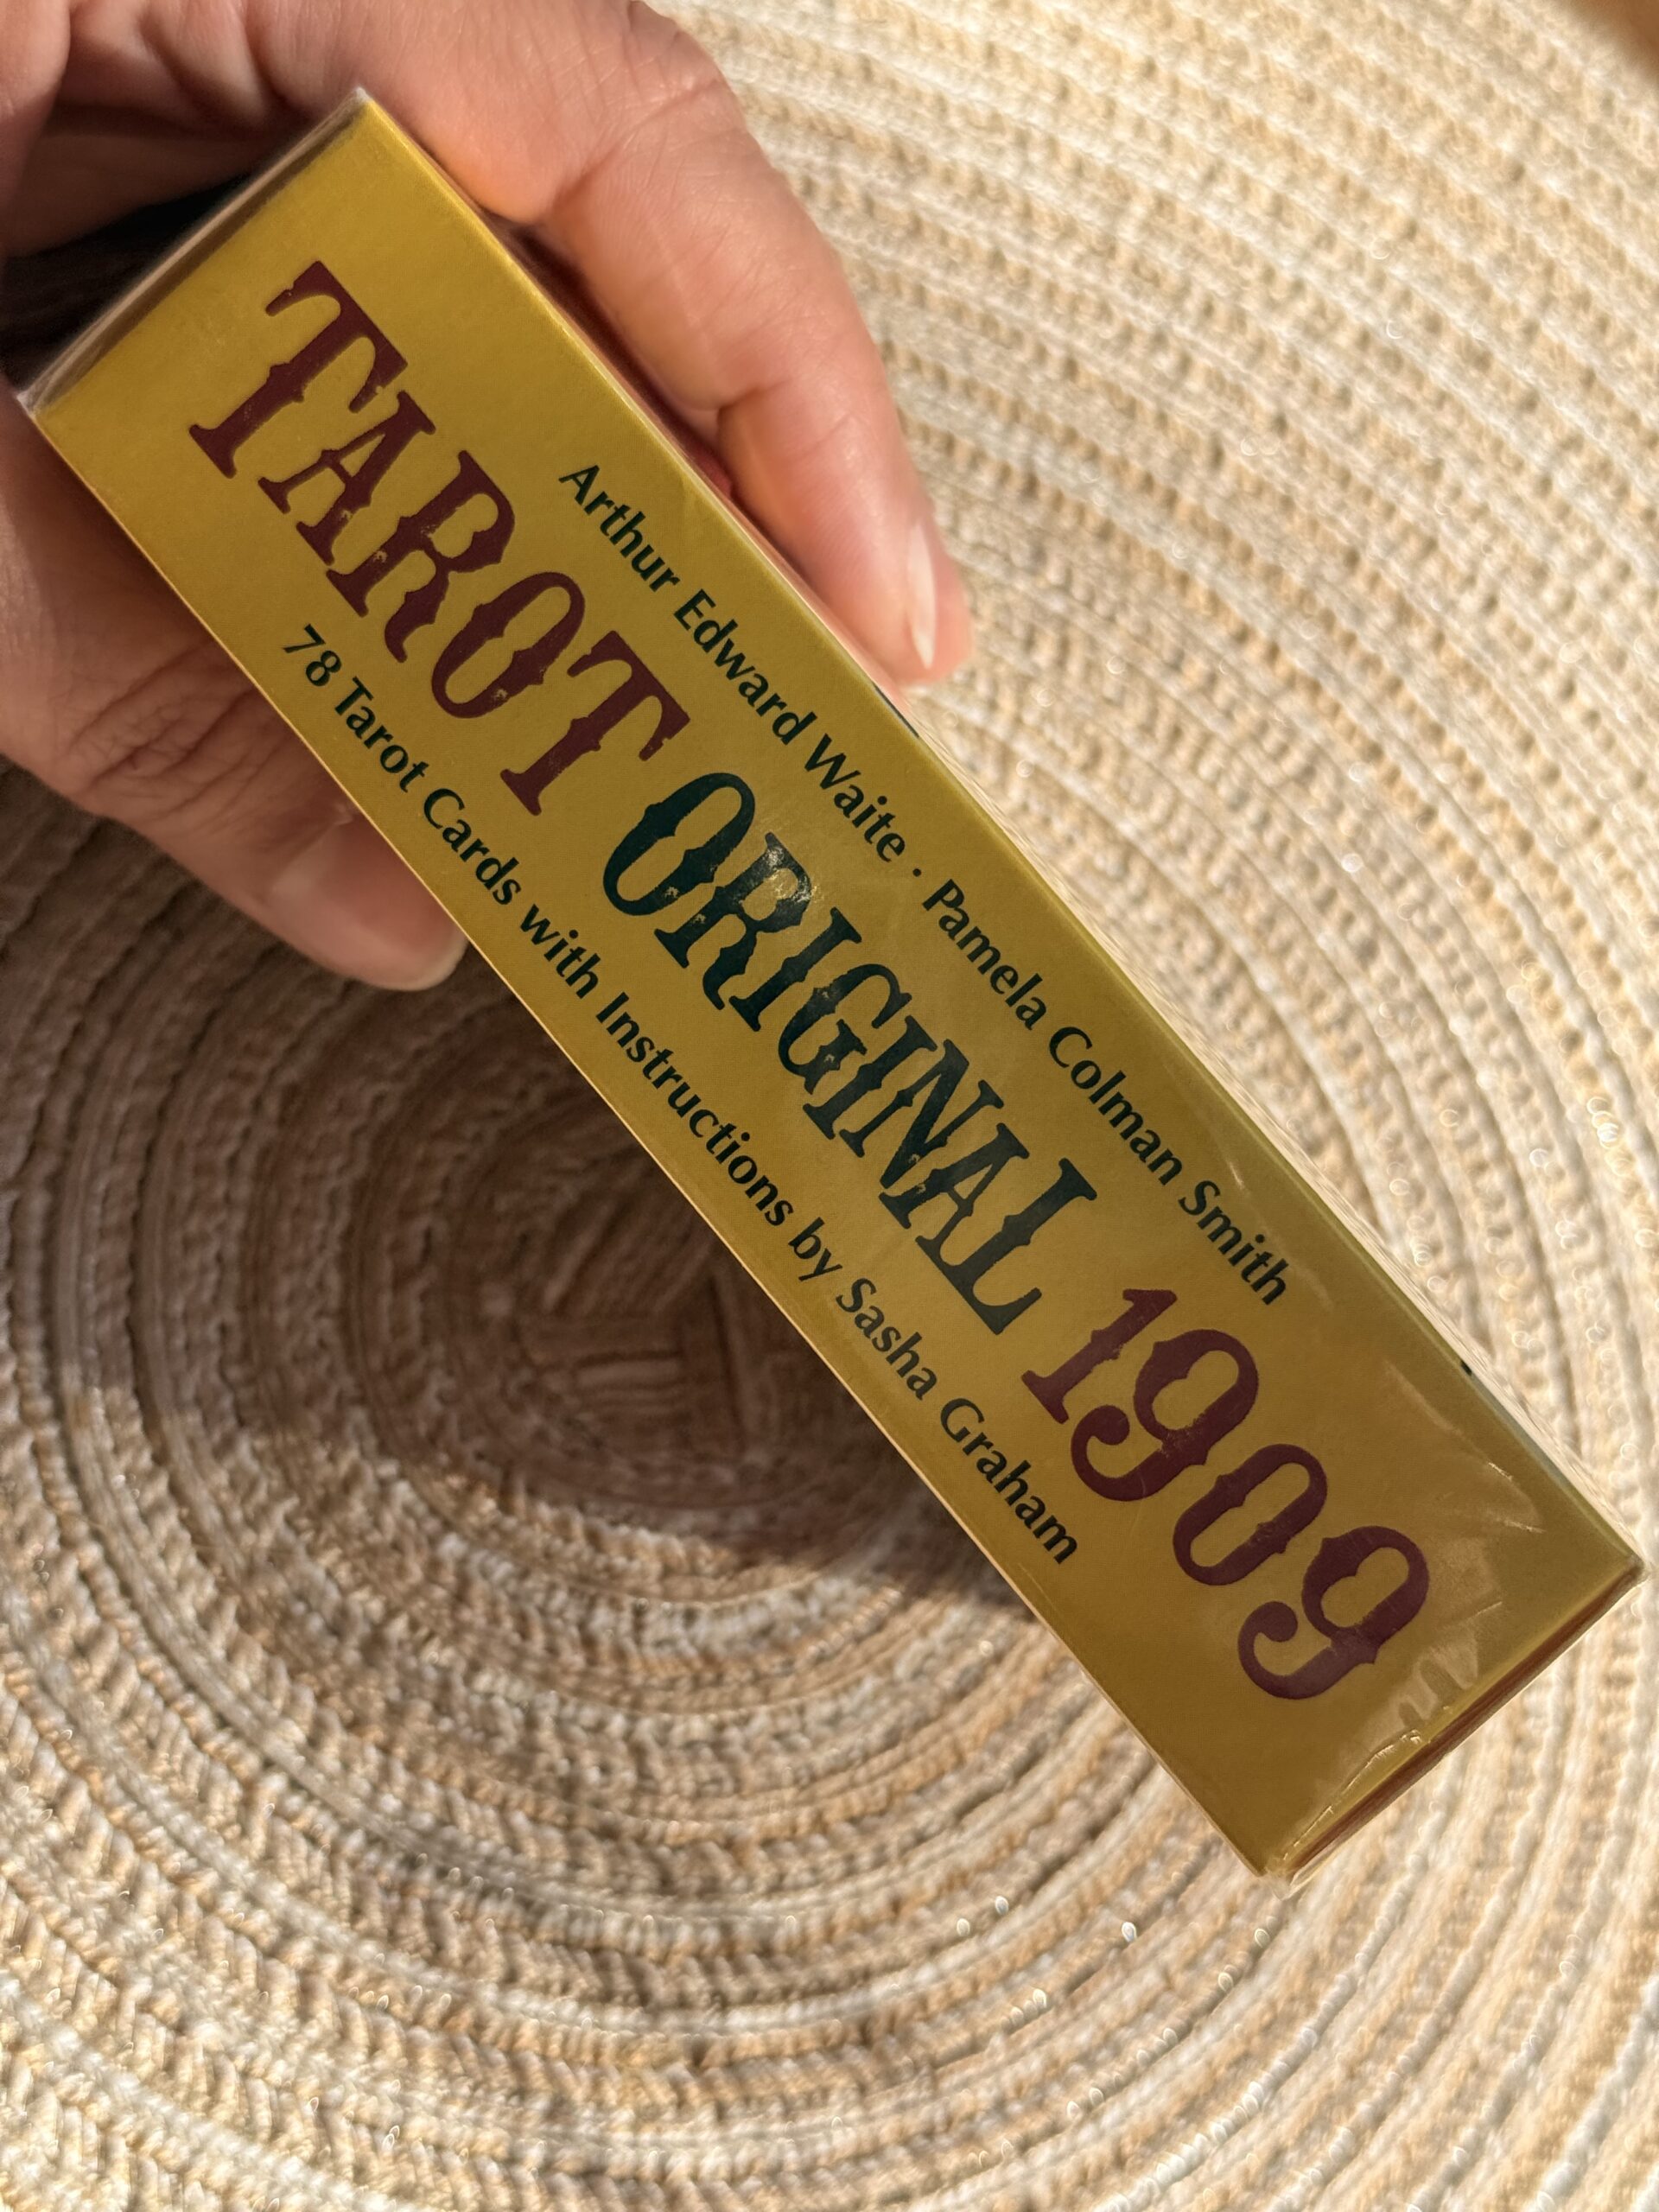 Arthur Edward Waite · Pamela Colman Smith
TAROT ORIGINAL 1909
78 Tarot Cards with Instructions by Sasha Graham